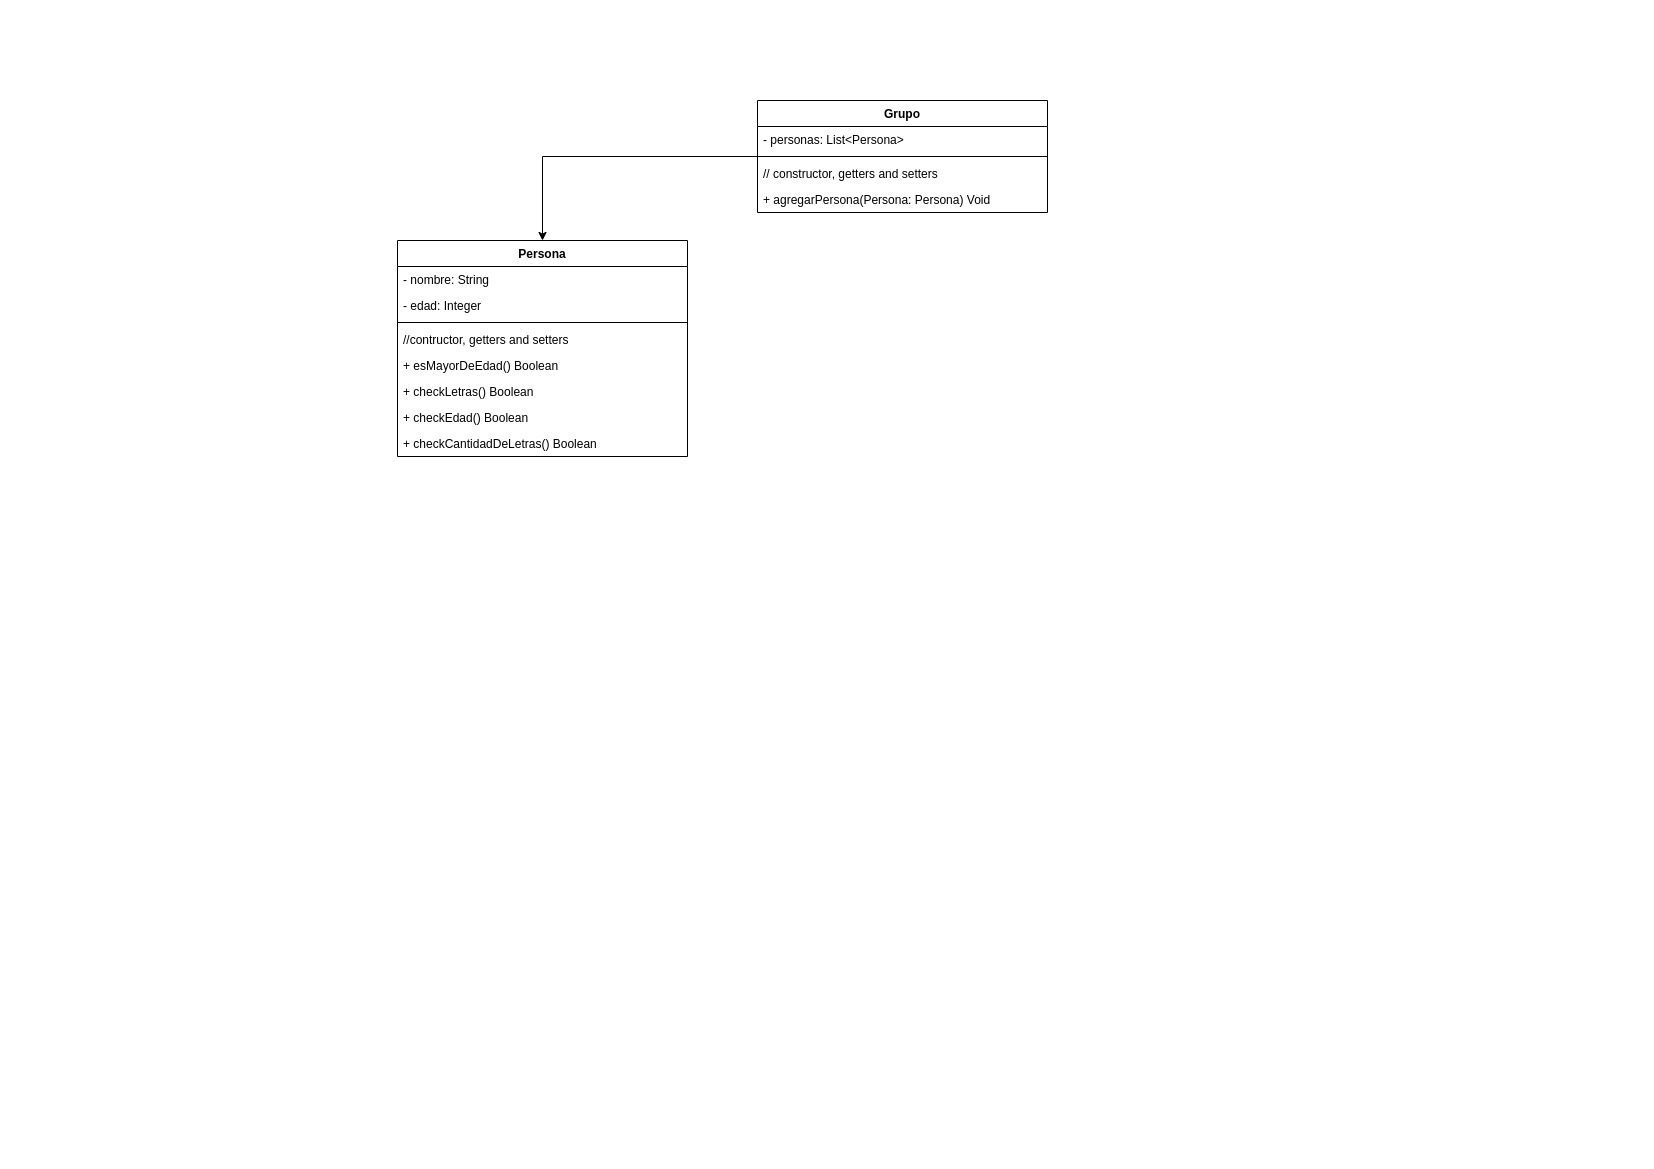 Grupo
- personas: List<Persona>
// constructor, getters and setters
+ agregarPersona(Persona: Persona) Void
Persona
- nombre: String
- edad: Integer
//contructor, getters and setters
+ esMayorDeEdad() Boolean
+ checkLetras() Boolean
+ checkEdad() Boolean
+ checkCantidadDeLetras() Boolean